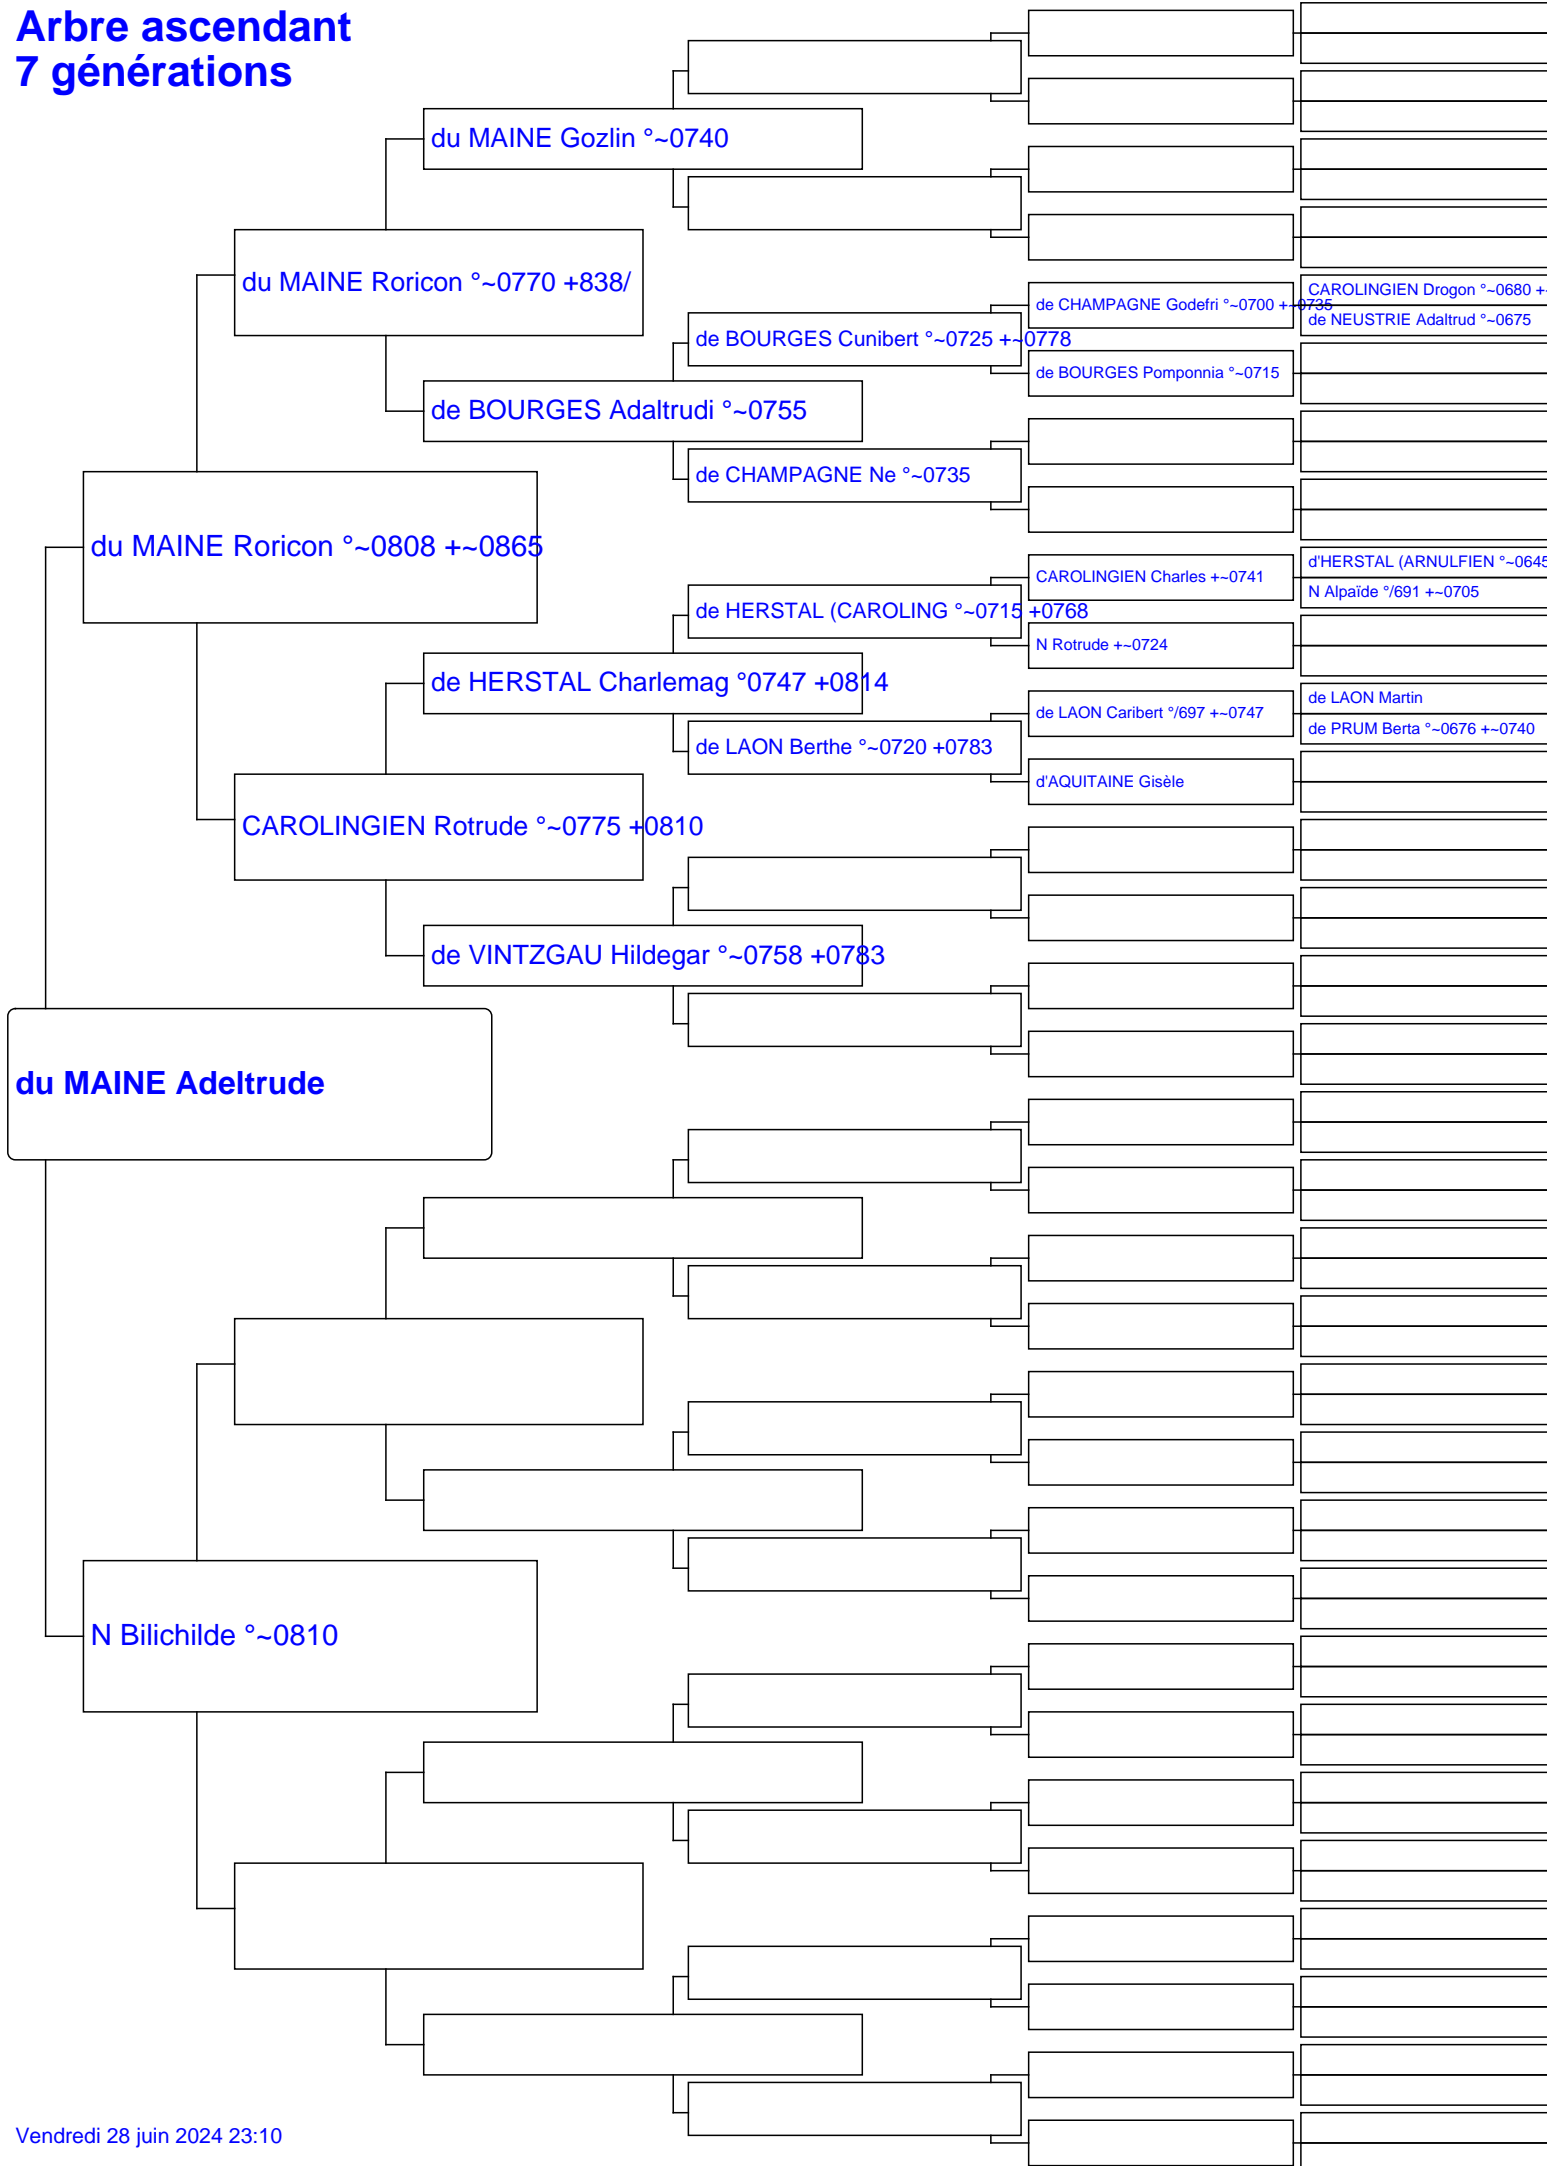 Arbre ascendant
7 générations
du MAINE Gozlin °~0740
du MAINE Roricon °~0770 +838/
CAROLINGIEN Drogon °~0680 +
de CHAMPAGNE Godefri °~0700 +~0735
de NEUSTRIE Adaltrud °~0675
de BOURGES Cunibert °~0725 +~0778
de BOURGES Pomponnia °~0715
de BOURGES Adaltrudi °~0755
de CHAMPAGNE Ne °~0735
du MAINE Roricon °~0808 +~0865
d'HERSTAL (ARNULFIEN °~0645
CAROLINGIEN Charles +~0741
N Alpaïde °/691 +~0705
de HERSTAL (CAROLING °~0715 +0768
N Rotrude +~0724
de HERSTAL Charlemag °0747 +0814
de LAON Martin
de LAON Caribert °/697 +~0747
de PRUM Berta °~0676 +~0740
de LAON Berthe °~0720 +0783
d'AQUITAINE Gisèle
CAROLINGIEN Rotrude °~0775 +0810
de VINTZGAU Hildegar °~0758 +0783
du MAINE Adeltrude
N Bilichilde °~0810
Vendredi 28 juin 2024 23:10